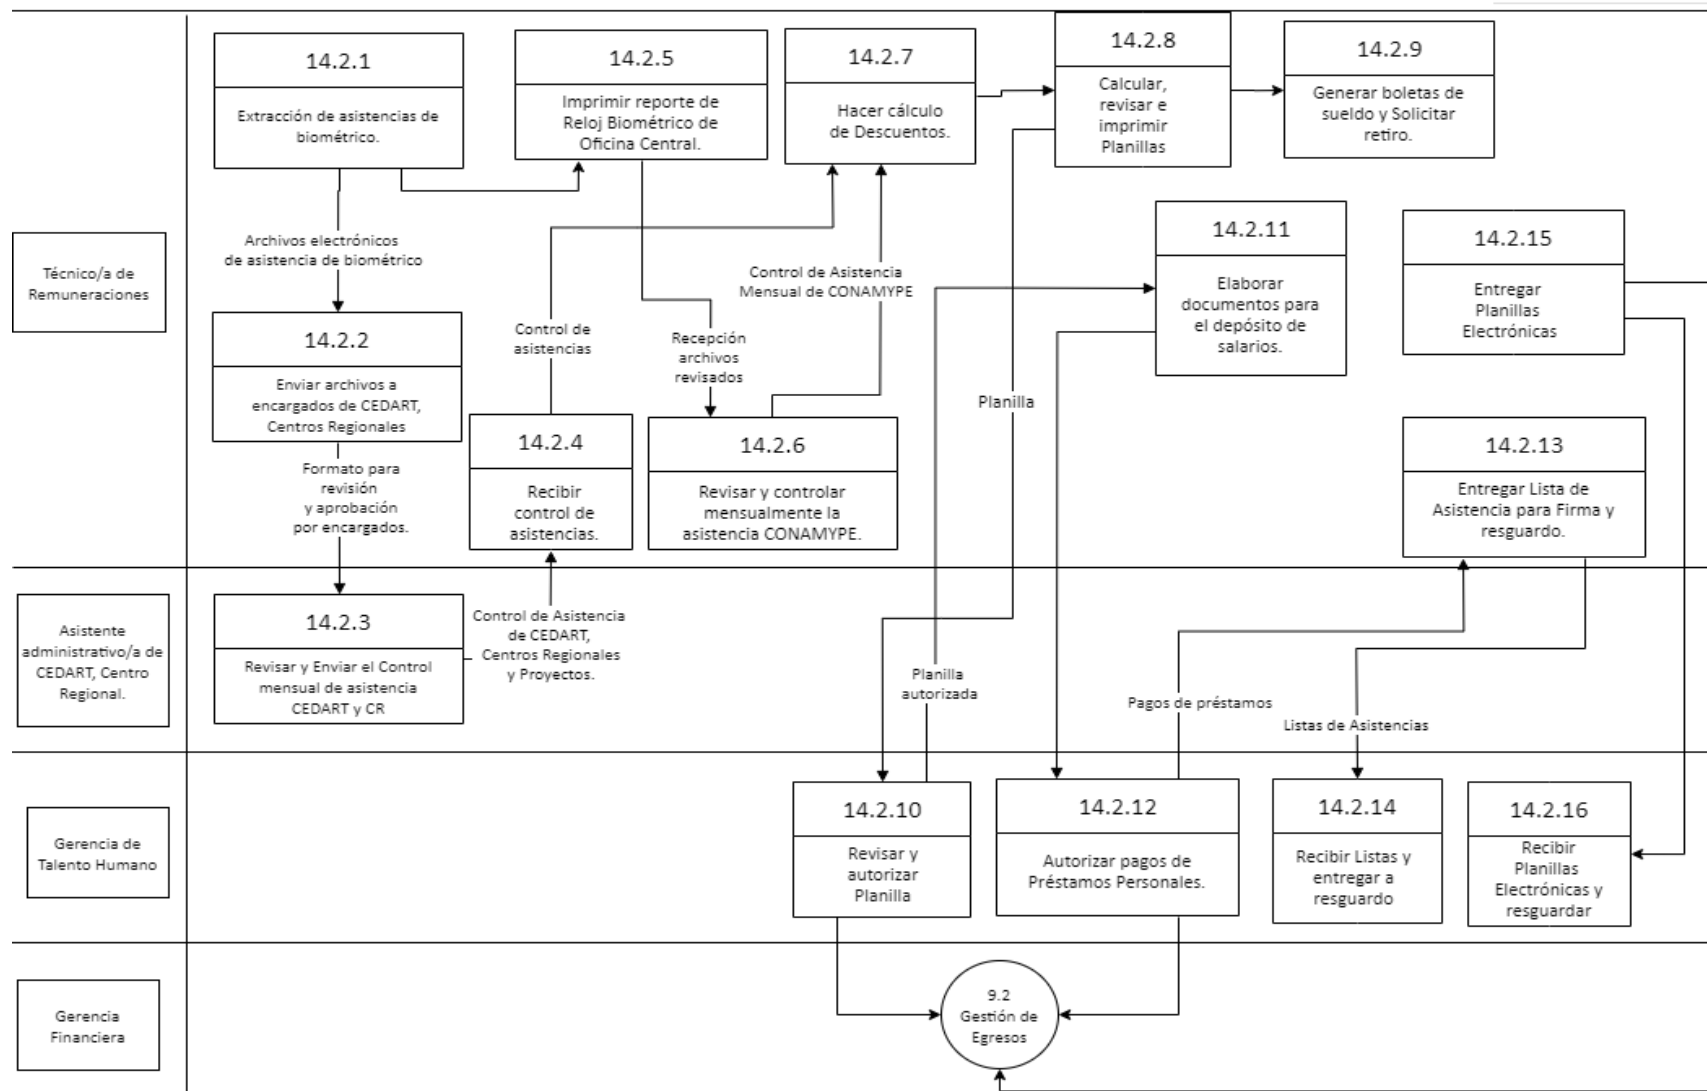 14.2.1
Extracción de asistencias de
biométrico.
14.2.5
Imprimir reporte de
Reloj Biométrico de
Oficina Central.
14.2.7
Hacer cálculo
de Descuentos.
14.2.8
Calcular,
revisar e
imprimir
Planillas
14.2.9
Generar boletas de
sueldo y Solicitar
retiro.
Técnico/a de
Remuneraciones
Archivos electrónicos
de asistencia de biométrico
14.2.2
Enviar archivos a
encargados de CEDART,
Centros Regionales
Formato para
revisión
y aprobación
por encargados.
Control de
asistencias
14.2.4
Recibir
control de
asistencias.
Recepción
archivos
revisados
14.2.6
Revisar y controlar
mensualmente la
asistencia CONAMYPE.
Control de Asistencia
Mensual de CONAMYPE
Planilla
14.2.11
Elaborar
documentos para
el depósito de
salarios.
14.2.15
Entregar
Planillas
Electrónicas
14.2.13
Entregar Lista de
Asistencia para Firma y
resguardo.
Asistente
administrativo/a de
CEDART, Centro
Regional.
14.2.3
Revisar y Enviar el Control
mensual de asistencia
CEDART y CR
Control de Asistencia
de CEDART,
Centros Regionales
y Proyectos.
Planilla
autorizada
Pagos de préstamos
Listas de Asistencias
Gerencia de
Talento Humano
14.2.10
Revisar y
autorizar
Planilla
14.2.12
Autorizar pagos de
Préstamos Personales.
14.2.14
Recibir Listas y
entregar a
resguardo
14.2.16
Recibir
Planillas
Electrónicas y
resguardar
Gerencia
Financiera
9.2
Gestión de
Egresos